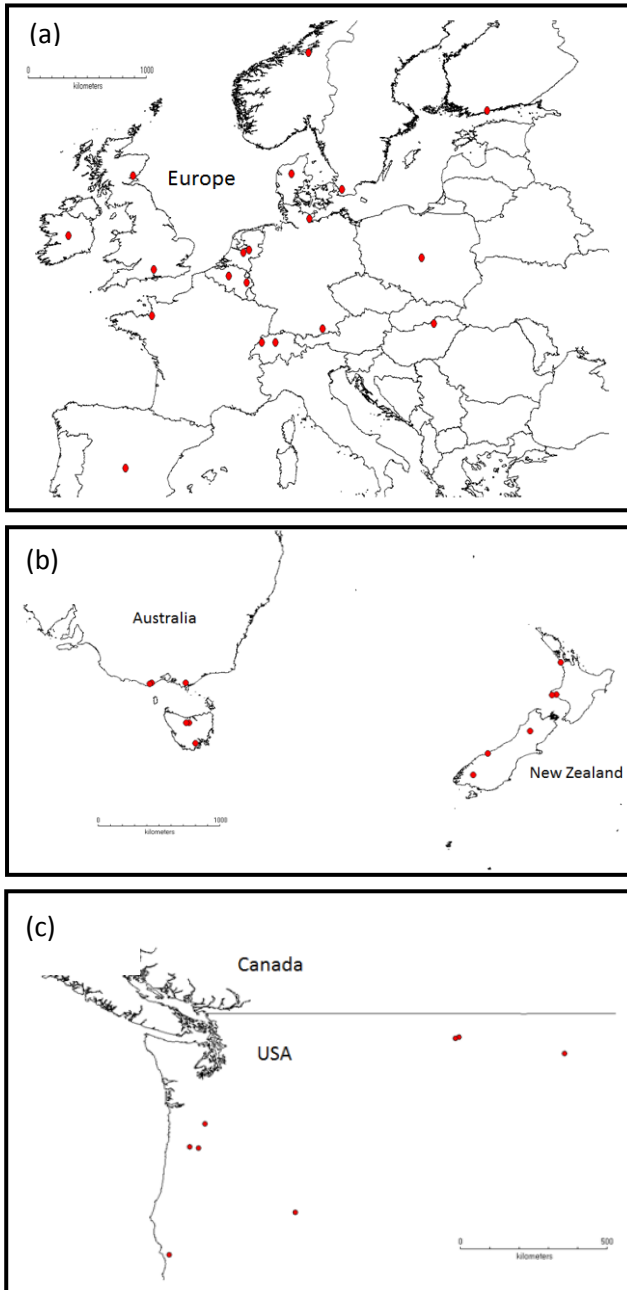 (a)
0 1000
kilometers
Europe
(b)
Australia
New Zealand
0 1000
kilometers
(c)
Canada
USA
0 500
kilometers